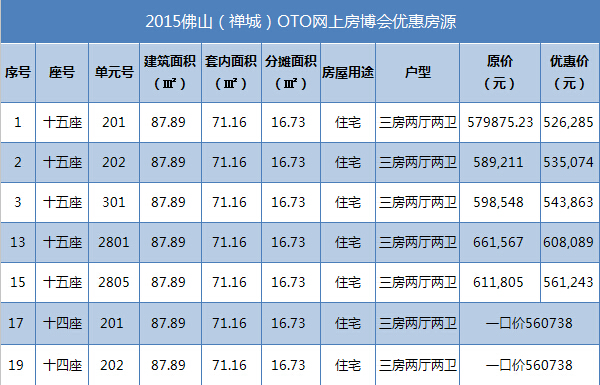 2015佛山（禅城）OTO网上房博会优惠房源
序号 座号 单元号 建筑面积（㎡） 套内面积（㎡） 分摊面积（㎡） 房屋用途 户型 原价（元） 优惠价（元）
1 十五座 201 87.89 71.16 16.73 住宅 三房两厅两卫 579875.23 526,285
2 十五座 202 87.89 71.16 16.73 住宅 三房两厅两卫 589,211 535,074
3 十五座 301 87.89 71.16 16.73 住宅 三房两厅两卫 598,548 543,863
13 十五座 2801 87.89 71.16 16.73 住宅 三房两厅两卫 661,567 608,089
15 十五座 2805 87.89 71.16 16.73 住宅 三房两厅两卫 611,805 561,243
17 十四座 201 87.89 71.16 16.73 住宅 三房两厅两卫 一口价560738
19 十四座 202 87.89 71.16 16.73 住宅 三房两厅两卫 一口价560738